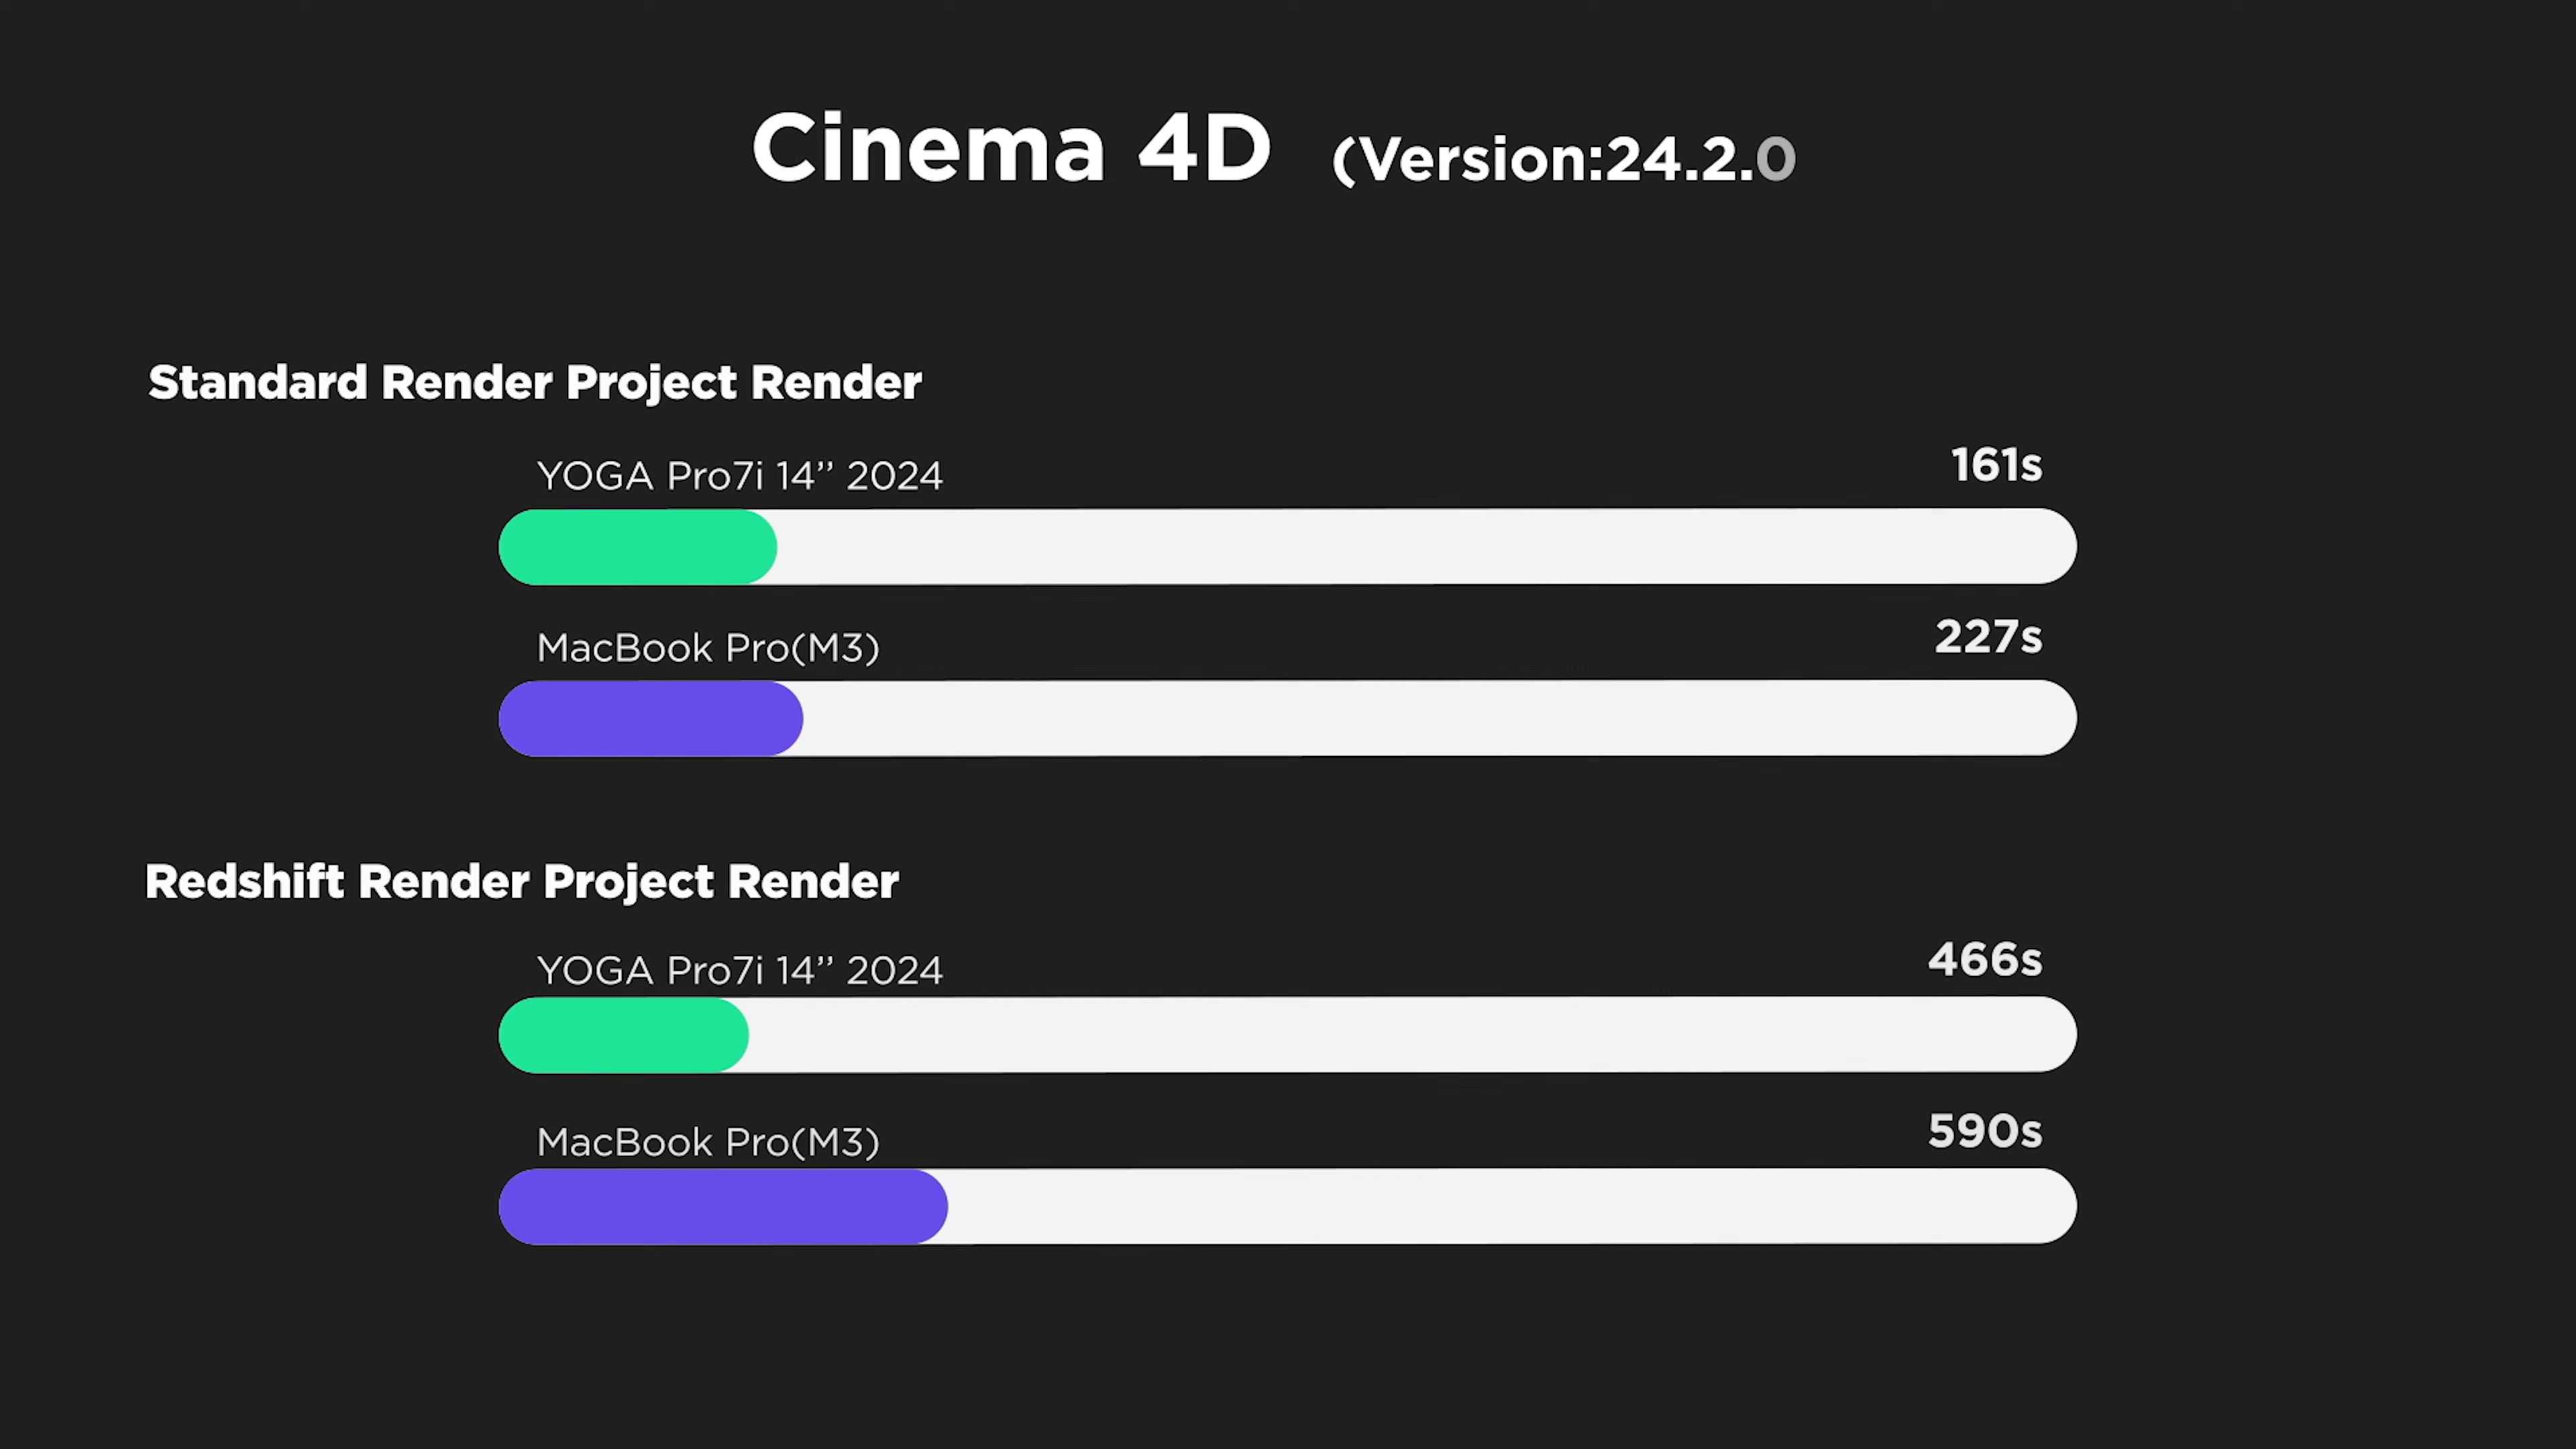 Cinema 4D (Version:24.2.0
Standard Render Project Render
YOGA Pro7i 14’’ 2024 161s
MacBook Pro(M3) 227s
Redshift Render Project Render
YOGA Pro7i 14’’ 2024 466s
MacBook Pro(M3) 590s